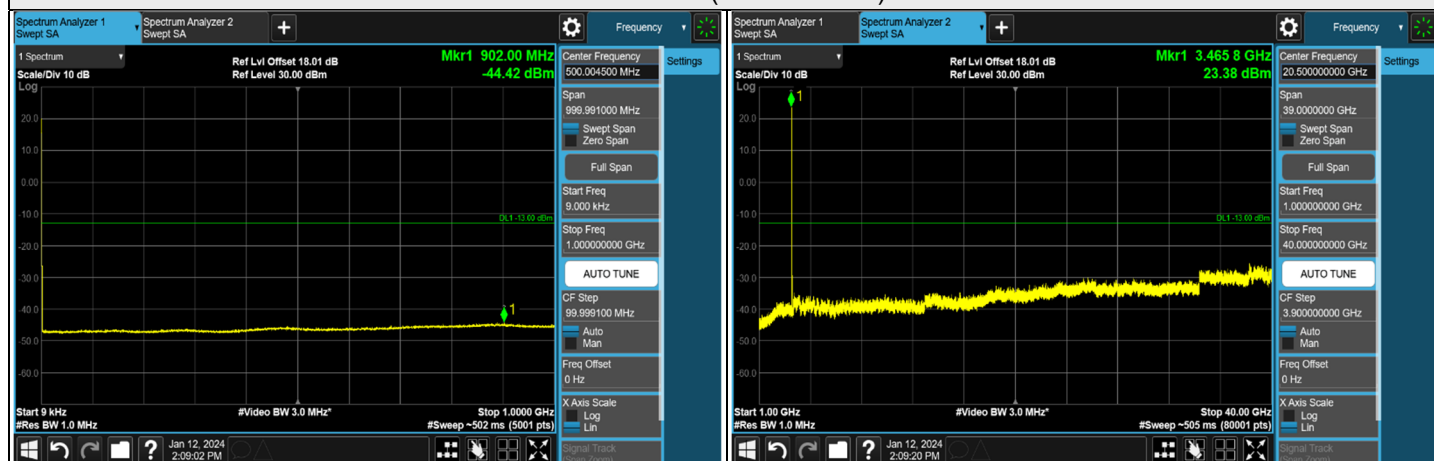 Spectrum Analyzer 1
Swept SA
Spectrum Analyzer 2
Swept SA
+
Frequency
1 Spectrum
Scale/Div 10 dB
Log
Ref Lvl Offset 18.01 dB
Ref Level 30.00 dBm
Mkr1 902.00 MHz
-44.42 dBm
1
20.0
10.0
0.00
-10.0
-20.0
-30.0
-40.0
-50.0
-60.0
DL1 -13.00 dBm
Start 9 kHz
#Res BW 1.0 MHz
#Video BW 3.0 MHz*
Stop 1.0000 GHz
#Sweep ~502 ms (5001 pts)
Center Frequency
500.004500 MHz
Settings
Span
999.991000 MHz
Swept Span
Zero Span
Full Span
Start Freq
9.000 kHz
Stop Freq
1.000000000 GHz
AUTO TUNE
CF Step
99.999100 MHz
Auto
Man
Freq Offset
0 Hz
X Axis Scale
Log
Lin
Signal Track
(Span Zoom)
?
Jan 12, 2024
2:09:02 PM
Spectrum Analyzer 1
Swept SA
Spectrum Analyzer 2
Swept SA
+
Frequency
1 Spectrum
Scale/Div 10 dB
Log
Ref Lvl Offset 18.01 dB
Ref Level 30.00 dBm
Mkr1 3.465 8 GHz
23.38 dBm
1
20.0
10.0
0.00
-10.0
-20.0
-30.0
-40.0
-50.0
-60.0
DL1 -13.00 dBm
Start 1.00 GHz
#Res BW 1.0 MHz
#Video BW 3.0 MHz*
Stop 40.00 GHz
#Sweep ~505 ms (80001 pts)
Center Frequency
20.500000000 GHz
Settings
Span
39.0000000 GHz
Swept Span
Zero Span
Full Span
Start Freq
1.000000000 GHz
Stop Freq
40.000000000 GHz
AUTO TUNE
CF Step
3.900000000 GHz
Auto
Man
Freq Offset
0 Hz
X Axis Scale
Log
Lin
Signal Track
(Span Zoom)
?
Jan 12, 2024
2:09:20 PM